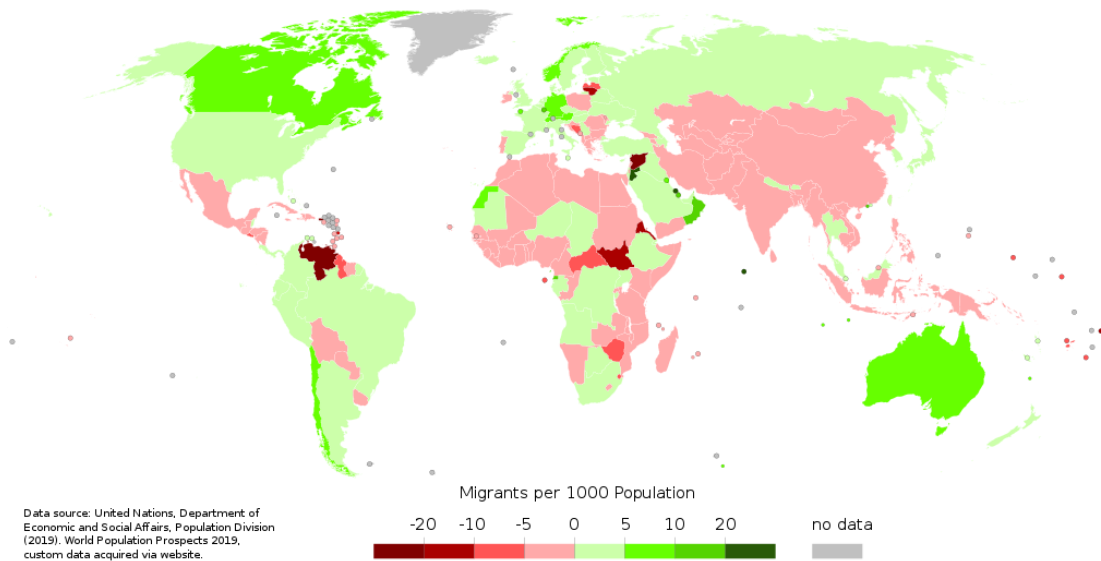 Migrants per 1000 Population
-20 -10 -5 0 5 10 20 no data
Data source: United Nations, Department of
Economic and Social Affairs, Population Division
(2019). World Population Prospects 2019,
custom data acquired via website.